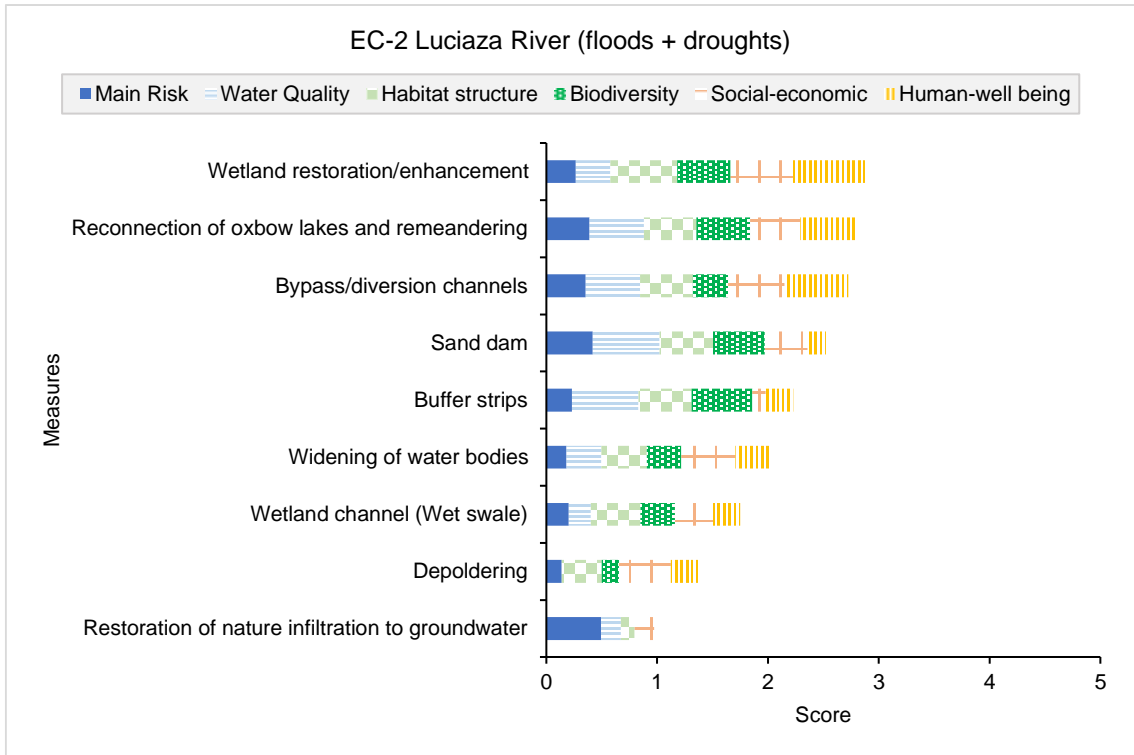 EC-2 Luciaza River (floods + droughts)
Main Risk Water Quality Habitat structure Biodiversity Social-economic Human-well being
Wetland restoration/enhancement
Reconnection of oxbow lakes and remeandering
Bypass/diversion channels
Sand dam
Buffer strips
Widening of water bodies
Wetland channel (Wet swale)
Depoldering
Restoration of nature infiltration to groundwater
Measures
0 1 2 3 4 5
Score